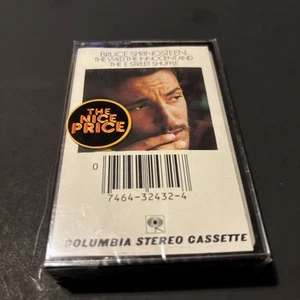 BRUCE SPRINGSTEEN
THE WILD, THE INNOCENT AND
THE E STREET SHUFFLE
THE
NICE
PRICE
0
7464-32432-4
COLUMBIA STEREO CASSETTE